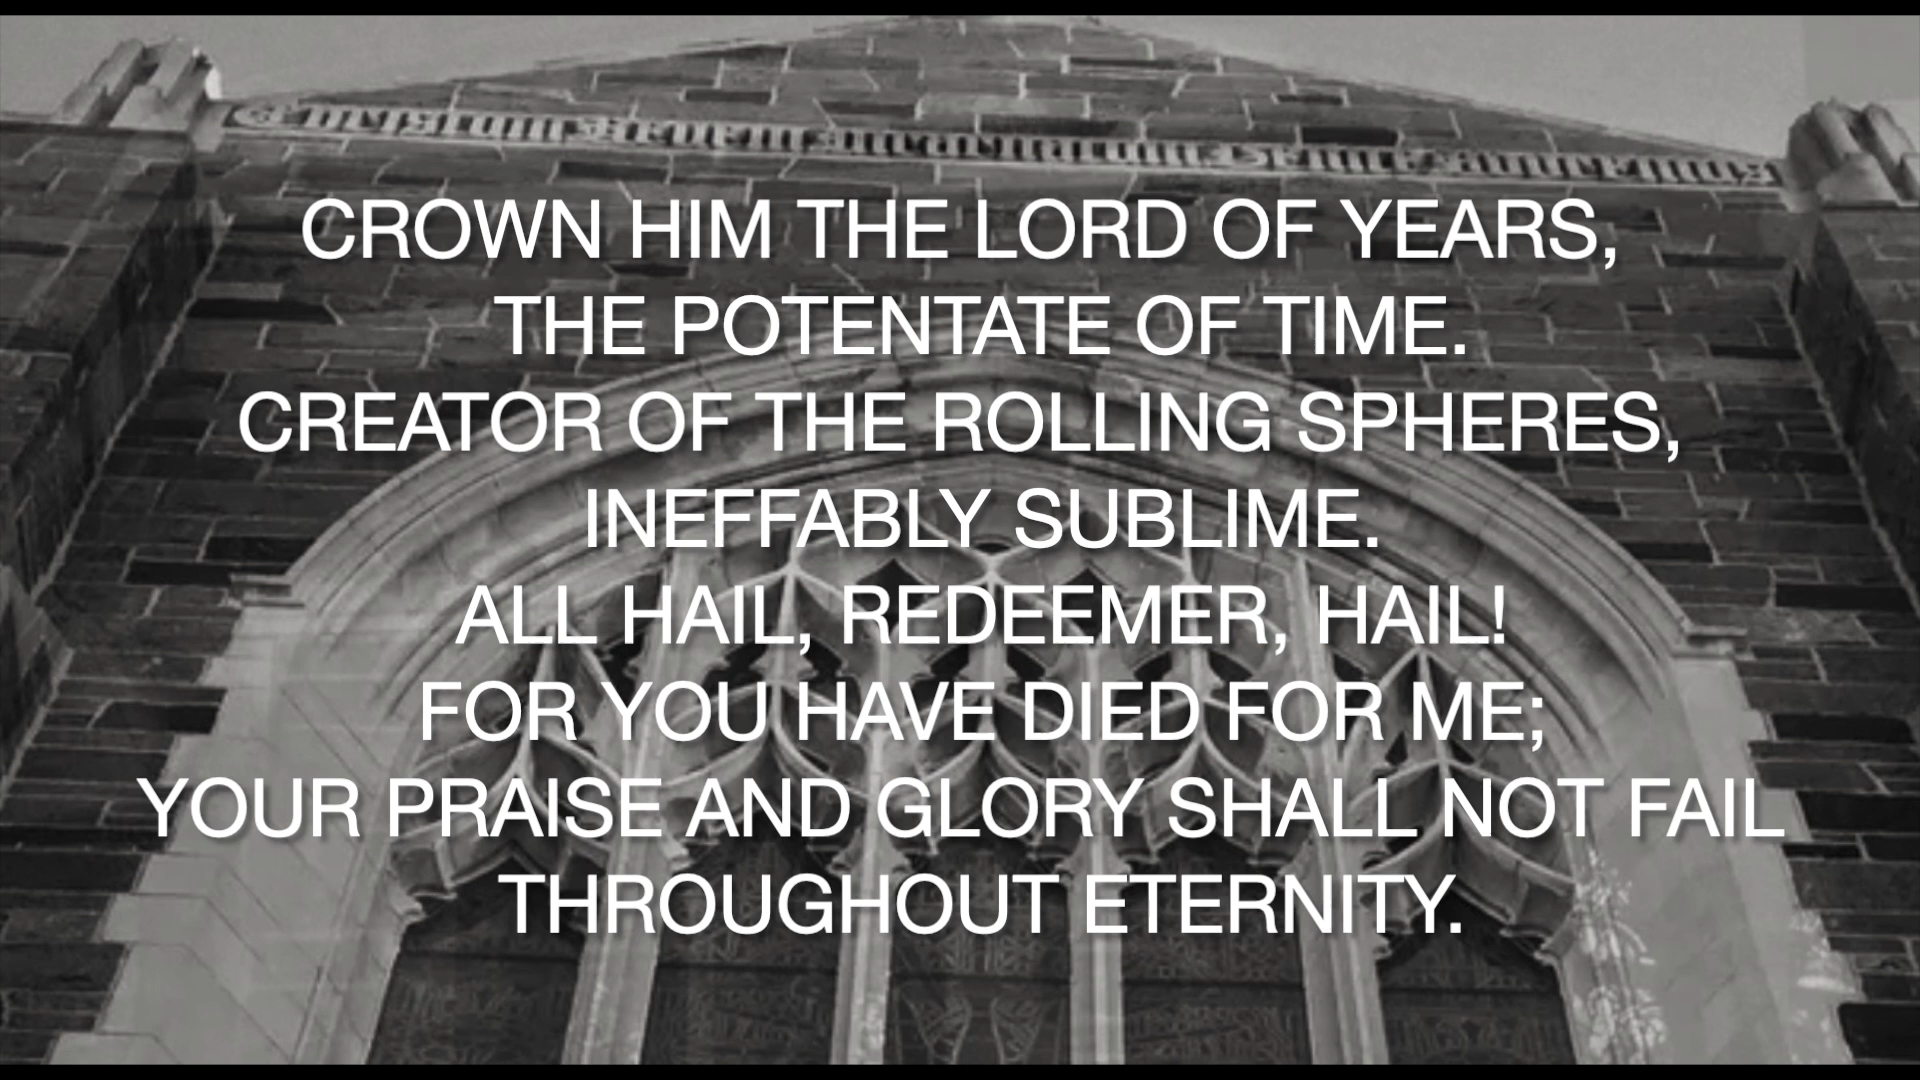 CROWN HIM THE LORD OF YEARS,
THE POTENTATE OF TIME.
CREATOR OF THE ROLLING SPHERES,
INEFFABLY SUBLIME.
ALL HAIL, REDEEMER, HAIL!
FOR YOU HAVE DIED FOR ME;
YOUR PRAISE AND GLORY SHALL NOT FAIL
THROUGHOUT ETERNITY.